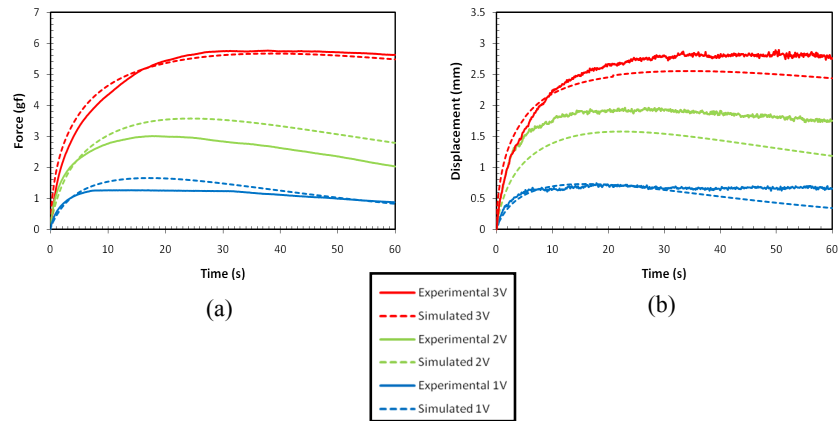 7
6
5
4
3
2
1
0
Force (gf)
0 10 20 30 40 50 60
Time (s)
(a)
3.5
3
2.5
2
1.5
1
0.5
0
Displacement (mm)
0 10 20 30 40 50 60
Time (s)
(b)
Experimental 3V
Simulated 3V
Experimental 2V
Simulated 2V
Experimental 1V
Simulated 1V